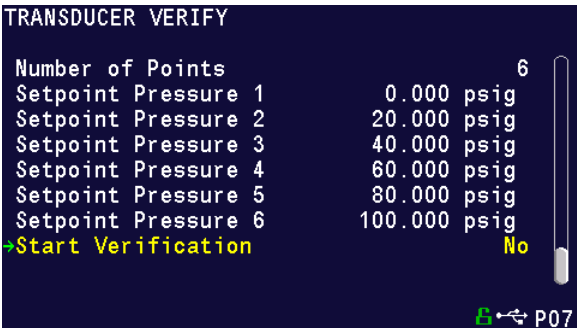 TRANSDUCER VERIFY
Number of Points 6
Setpoint Pressure 1 0.000 psig
Setpoint Pressure 2 20.000 psig
Setpoint Pressure 3 40.000 psig
Setpoint Pressure 4 60.000 psig
Setpoint Pressure 5 80.000 psig
Setpoint Pressure 6 100.000 psig
→Start Verification No
P07